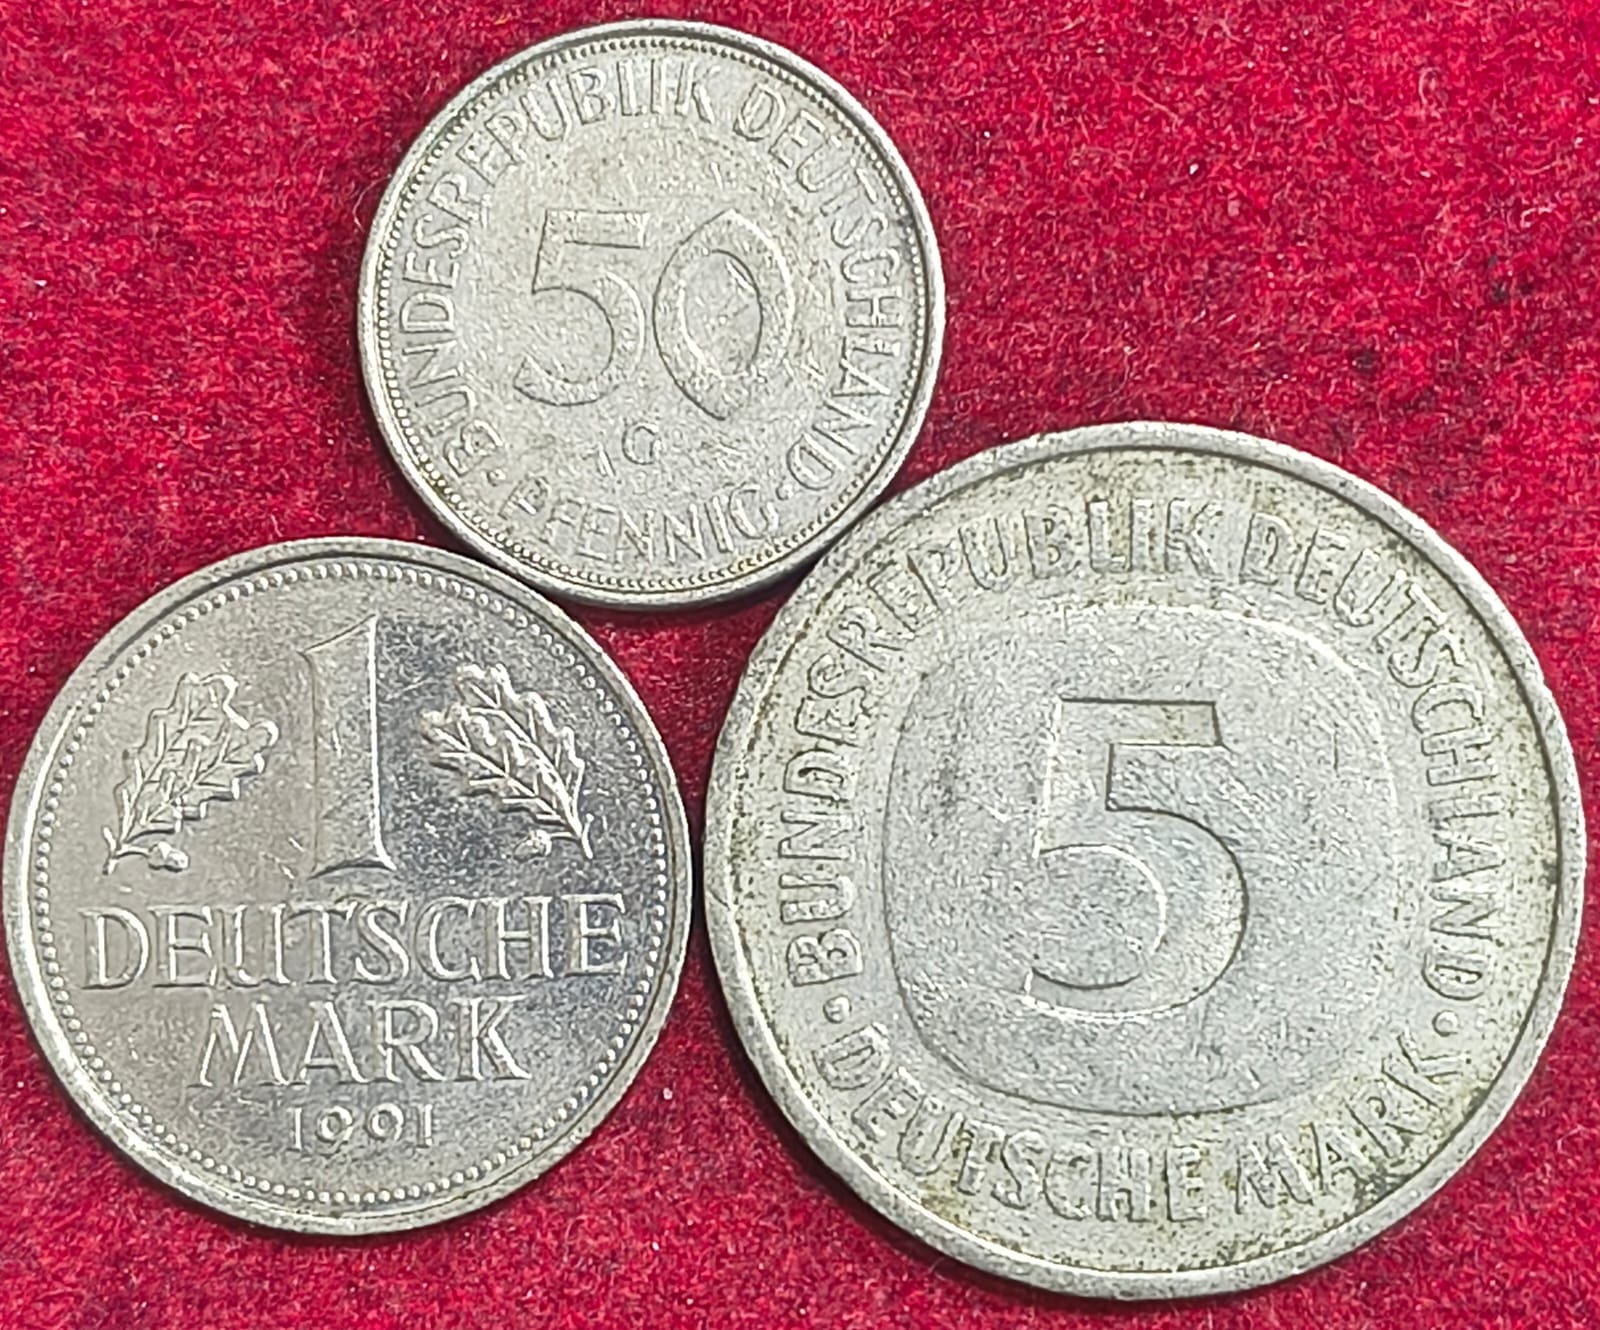 BUNDESREPUBLIK DEUTSCHLAND
50
G
PFENNIG
1
DEUTSCHE
MARK
1991
BUNDESREPUBLIK DEUTSCHLAND
5
DEUTSCHE MARK